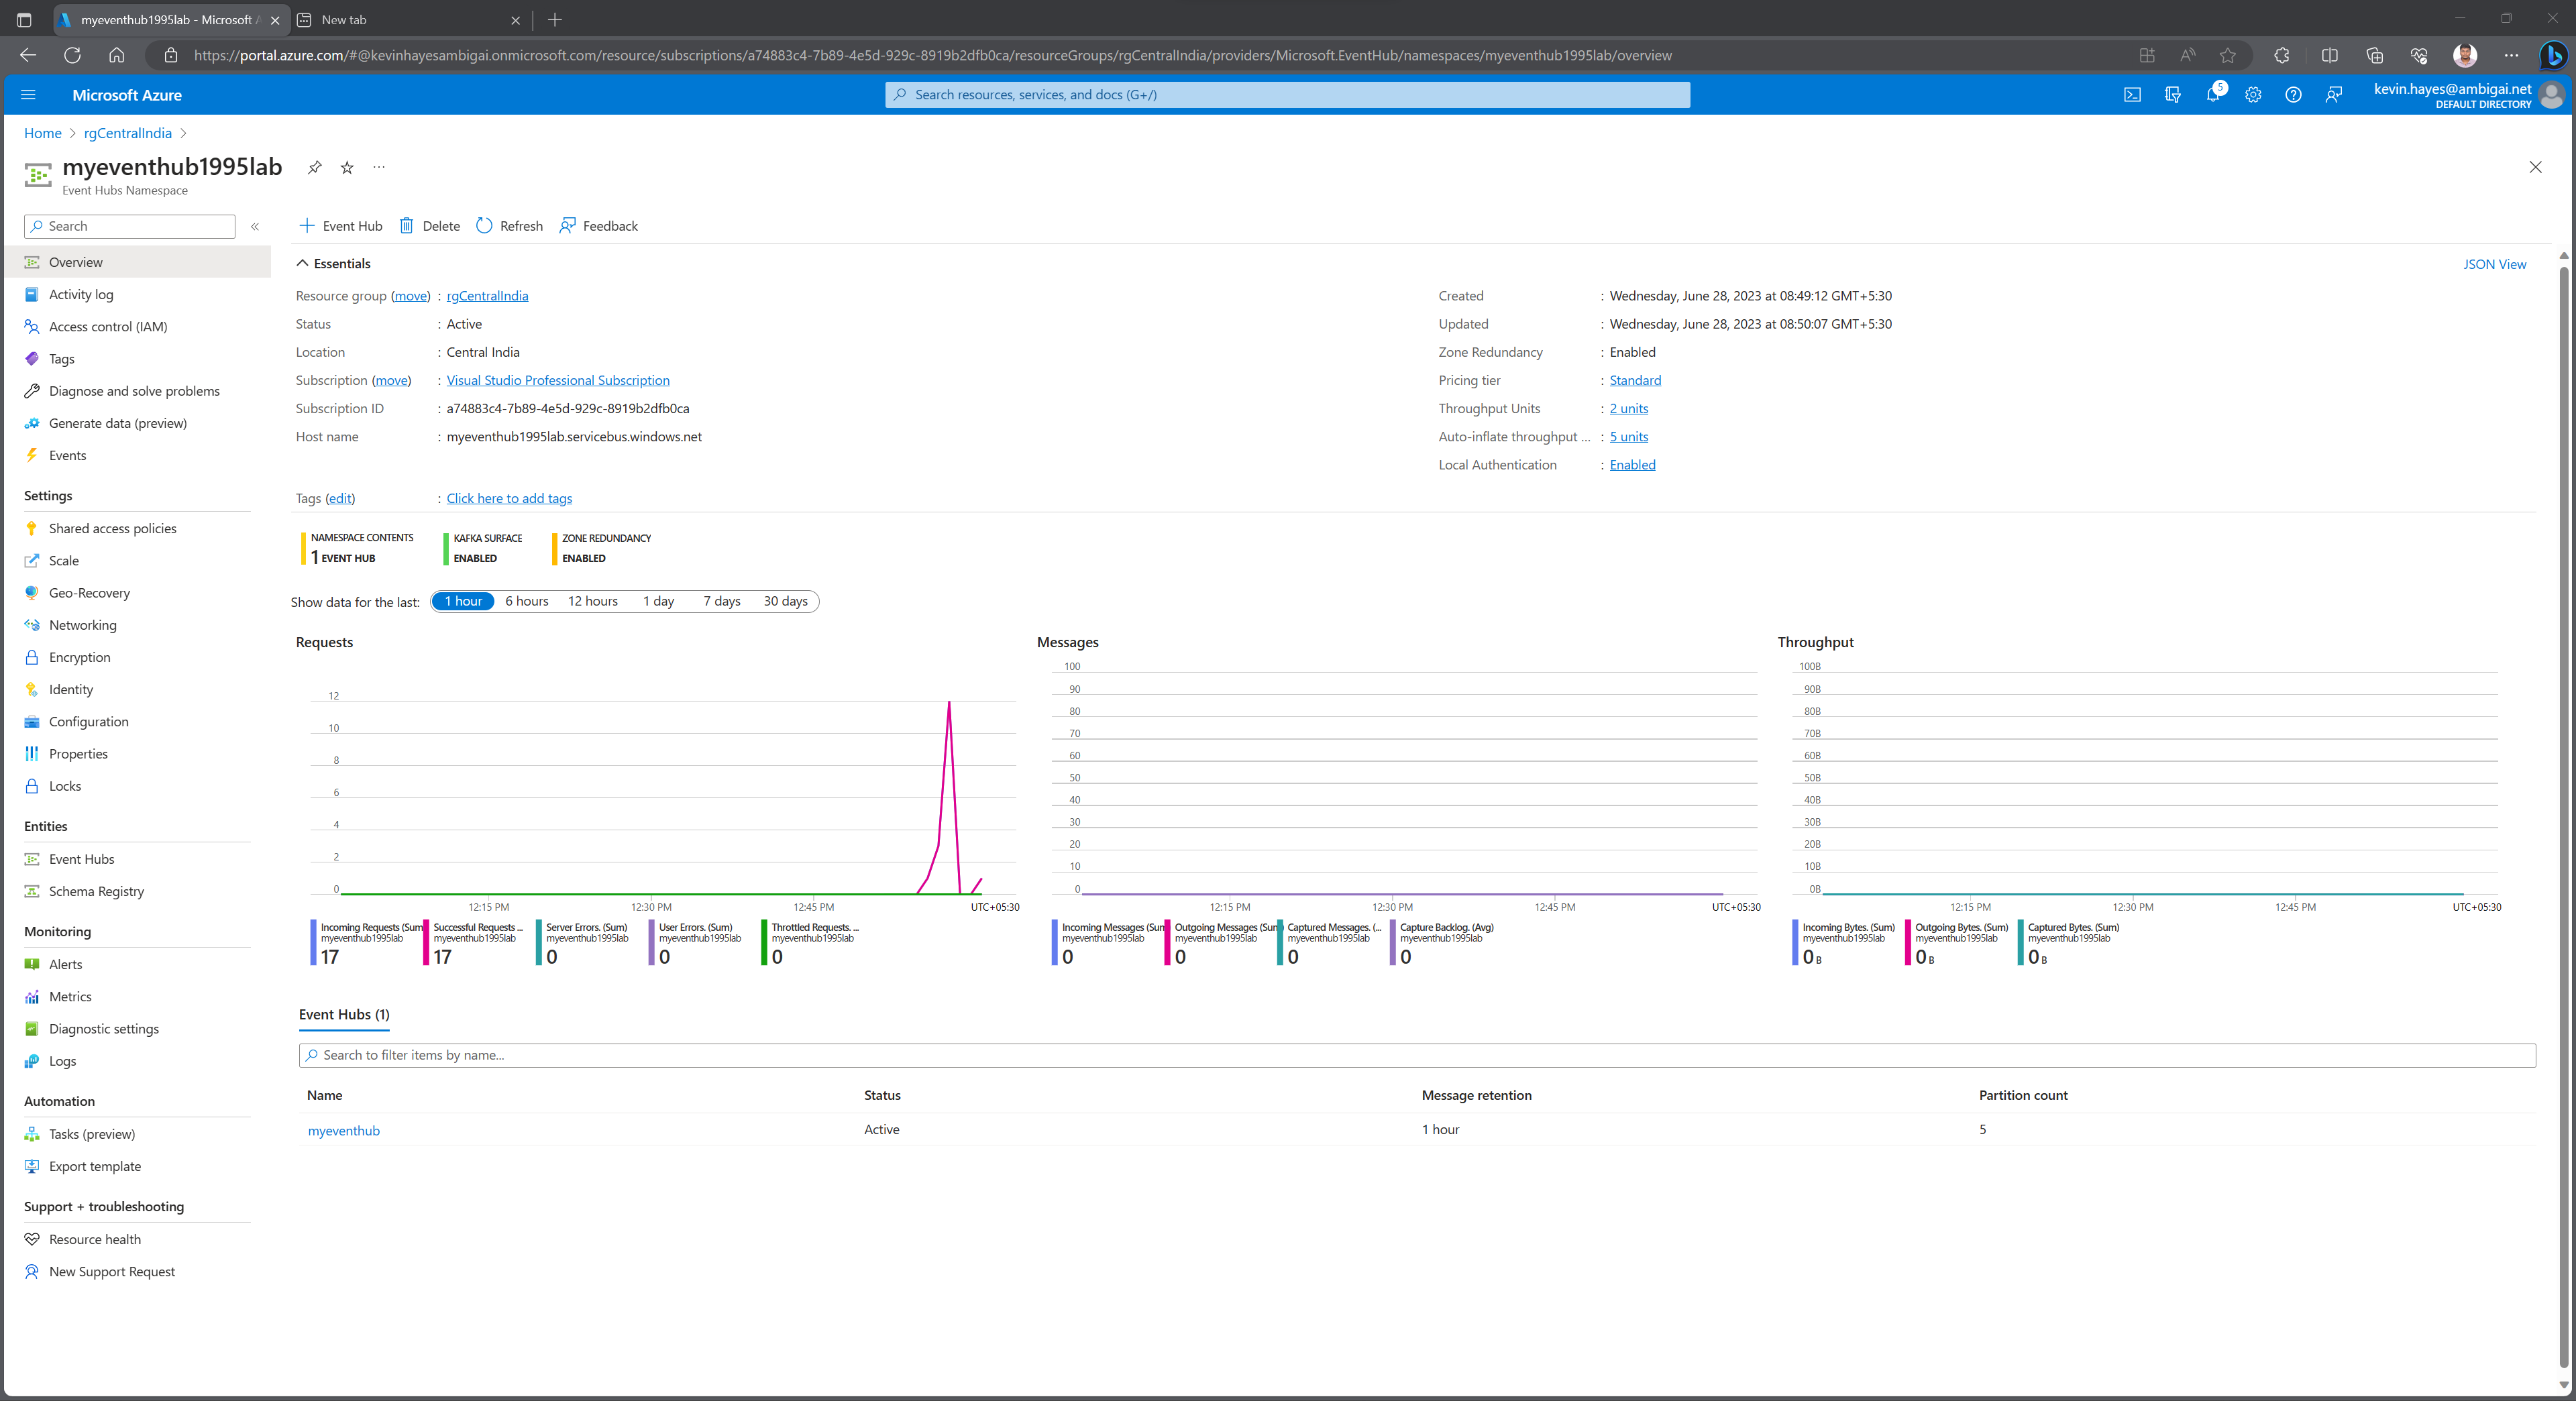 myeventhub1995lab - Microsoft A
New tab
https://portal.azure.com/#@kevinhayesambigai.onmicrosoft.com/resource/subscriptions/a74883c4-7b89-4e5d-929c-8919b2dfb0ca/resourceGroups/rgCentralIndia/providers/Microsoft.EventHub/namespaces/myeventhub1995lab/overview
Microsoft Azure
Search resources, services, and docs (G+/)
5
kevin.hayes@ambigai.net
DEFAULT DIRECTORY
Home > rgCentralIndia >
myeventhub1995lab
Event Hubs Namespace
Search
Event Hub
Delete
Refresh
Feedback
Overview
Activity log
Access control (IAM)
Tags
Diagnose and solve problems
Generate data (preview)
Events
Settings
Shared access policies
Scale
Geo-Recovery
Networking
Encryption
Identity
Configuration
Properties
Locks
Entities
Event Hubs
Schema Registry
Monitoring
Alerts
Metrics
Diagnostic settings
Logs
Automation
Tasks (preview)
Export template
Support + troubleshooting
Resource health
New Support Request
Essentials
JSON View
Resource group (move) : rgCentralIndia
Status : Active
Location : Central India
Subscription (move) : Visual Studio Professional Subscription
Subscription ID : a74883c4-7b89-4e5d-929c-8919b2dfb0ca
Host name : myeventhub1995lab.servicebus.windows.net
Created : Wednesday, June 28, 2023 at 08:49:12 GMT+5:30
Updated : Wednesday, June 28, 2023 at 08:50:07 GMT+5:30
Zone Redundancy : Enabled
Pricing tier : Standard
Throughput Units : 2 units
Auto-inflate throughput ... : 5 units
Local Authentication : Enabled
Tags (edit) : Click here to add tags
NAMESPACE CONTENTS
1 EVENT HUB
KAFKA SURFACE
ENABLED
ZONE REDUNDANCY
ENABLED
Show data for the last: 1 hour 6 hours 12 hours 1 day 7 days 30 days
Requests
12
10
8
6
4
2
0
12:15 PM 12:30 PM 12:45 PM UTC+05:30
Incoming Requests (Sum
myeventhub1995lab
17
Successful Requests ...
myeventhub1995lab
17
Server Errors. (Sum)
myeventhub1995lab
0
User Errors. (Sum)
myeventhub1995lab
0
Throttled Requests. ...
myeventhub1995lab
0
Messages
100
90
80
70
60
50
40
30
20
10
0
12:15 PM 12:30 PM 12:45 PM UTC+05:30
Incoming Messages (Sum
myeventhub1995lab
0
Outgoing Messages (Sum)
myeventhub1995lab
0
Captured Messages. (...
myeventhub1995lab
0
Capture Backlog. (Avg)
myeventhub1995lab
0
Throughput
100B
90B
80B
70B
60B
50B
40B
30B
20B
10B
0B
12:15 PM 12:30 PM 12:45 PM UTC+05:30
Incoming Bytes. (Sum)
myeventhub1995lab
0 B
Outgoing Bytes. (Sum)
myeventhub1995lab
0 B
Captured Bytes. (Sum)
myeventhub1995lab
0 B
Event Hubs (1)
Search to filter items by name...
Name Status Message retention Partition count
myeventhub Active 1 hour 5